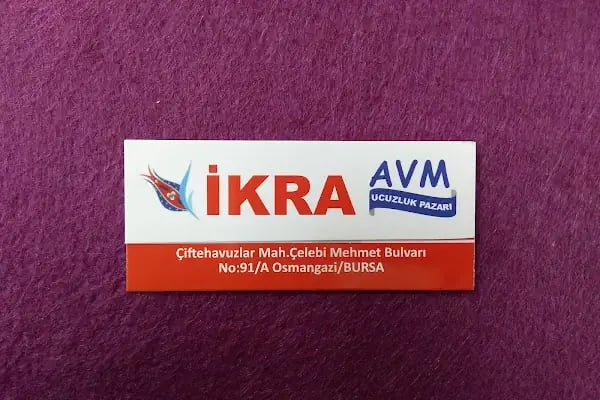 İKRA
AVM
UCUZLUK PAZARI
Çiftehavuzlar Mah.Çelebi Mehmet Bulvarı
No:91/A Osmangazi/BURSA